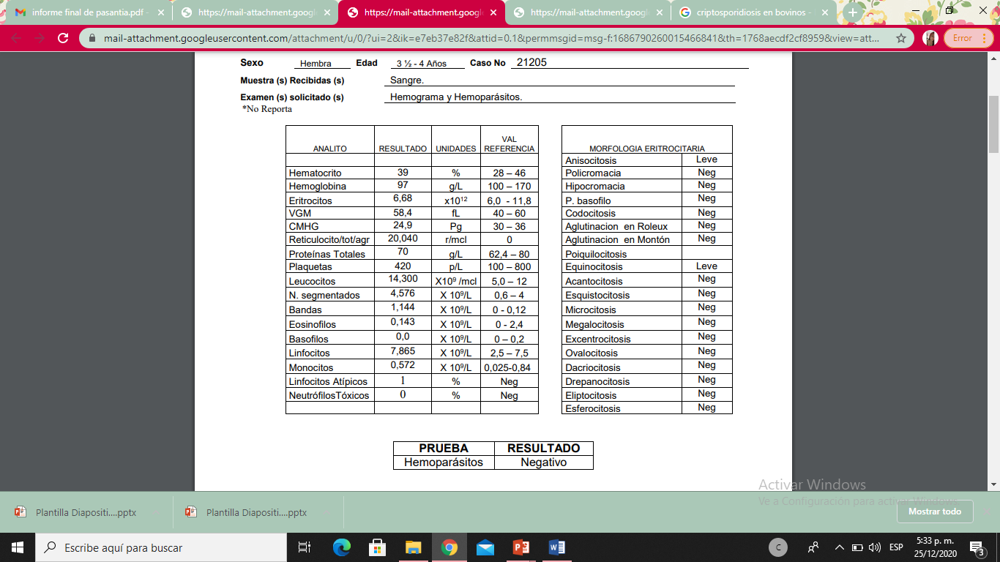 informe final de pasantia.pdf -
https://mail-attachment.googl
https://mail-attachment.googl
https://mail-attachment.googl
criptosporidiosis en bovinos -
mail-attachment.googleusercontent.com/attachment/u/0/?ui=2&ik=e7eb37e82f&attid=0.1&permmsgid=msg-f:1686790260015466841&th=1768aecdf2cf8959&view=att...
Error
Sexo Hembra Edad 3 ½ - 4 Años Caso No 21205
Muestra (s) Recibidas (s) Sangre.
Examen (s) solicitado (s) Hemograma y Hemoparásitos.
*No Reporta
ANALITO RESULTADO UNIDADES VAL REFERENCIA
Hematocrito 39 % 28 – 46
Hemoglobina 97 g/L 100 – 170
Eritrocitos 6,68 x10¹² 6,0 - 11,8
VGM 58,4 fL 40 – 60
CMHG 24,9 Pg 30 – 36
Reticulocito/tot/agr 20,040 r/mcl 0
Proteínas Totales 70 g/L 62,4 – 80
Plaquetas 420 p/L 100 – 800
Leucocitos 14,300 X10⁹ /mcl 5,0 – 12
N. segmentados 4,576 X 10⁹/L 0,6 – 4
Bandas 1,144 X 10⁹/L 0 - 0,12
Eosinofilos 0,143 X 10⁹/L 0 - 2,4
Basofilos 0,0 X 10⁹/L 0 – 0,2
Linfocitos 7,865 X 10⁹/L 2,5 – 7,5
Monocitos 0,572 X 10⁹/L 0,025-0,84
Linfocitos Atípicos 1 % Neg
NeutrófilosTóxicos 0 % Neg
MORFOLOGIA ERITROCITARIA
Anisocitosis Leve
Policromacia Neg
Hipocromacia Neg
P. basofilo Neg
Codocitosis Neg
Aglutinacion en Roleux Neg
Aglutinacion en Montón Neg
Poiquilocitosis
Equinocitosis Leve
Acantocitosis Neg
Esquistocitosis Neg
Microcitosis Neg
Megalocitosis Neg
Excentrocitosis Neg
Ovalocitosis Neg
Dacriocitosis Neg
Drepanocitosis Neg
Eliptocitosis Neg
Esferocitosis Neg
PRUEBA RESULTADO
Hemoparásitos Negativo
Activar Windows
Ve a Configuración para activar Windows.
Plantilla Diapositi....pptx
Plantilla Diapositi....pptx
Mostrar todo
Escribe aquí para buscar
C
ESP
5:33 p. m.
25/12/2020
3